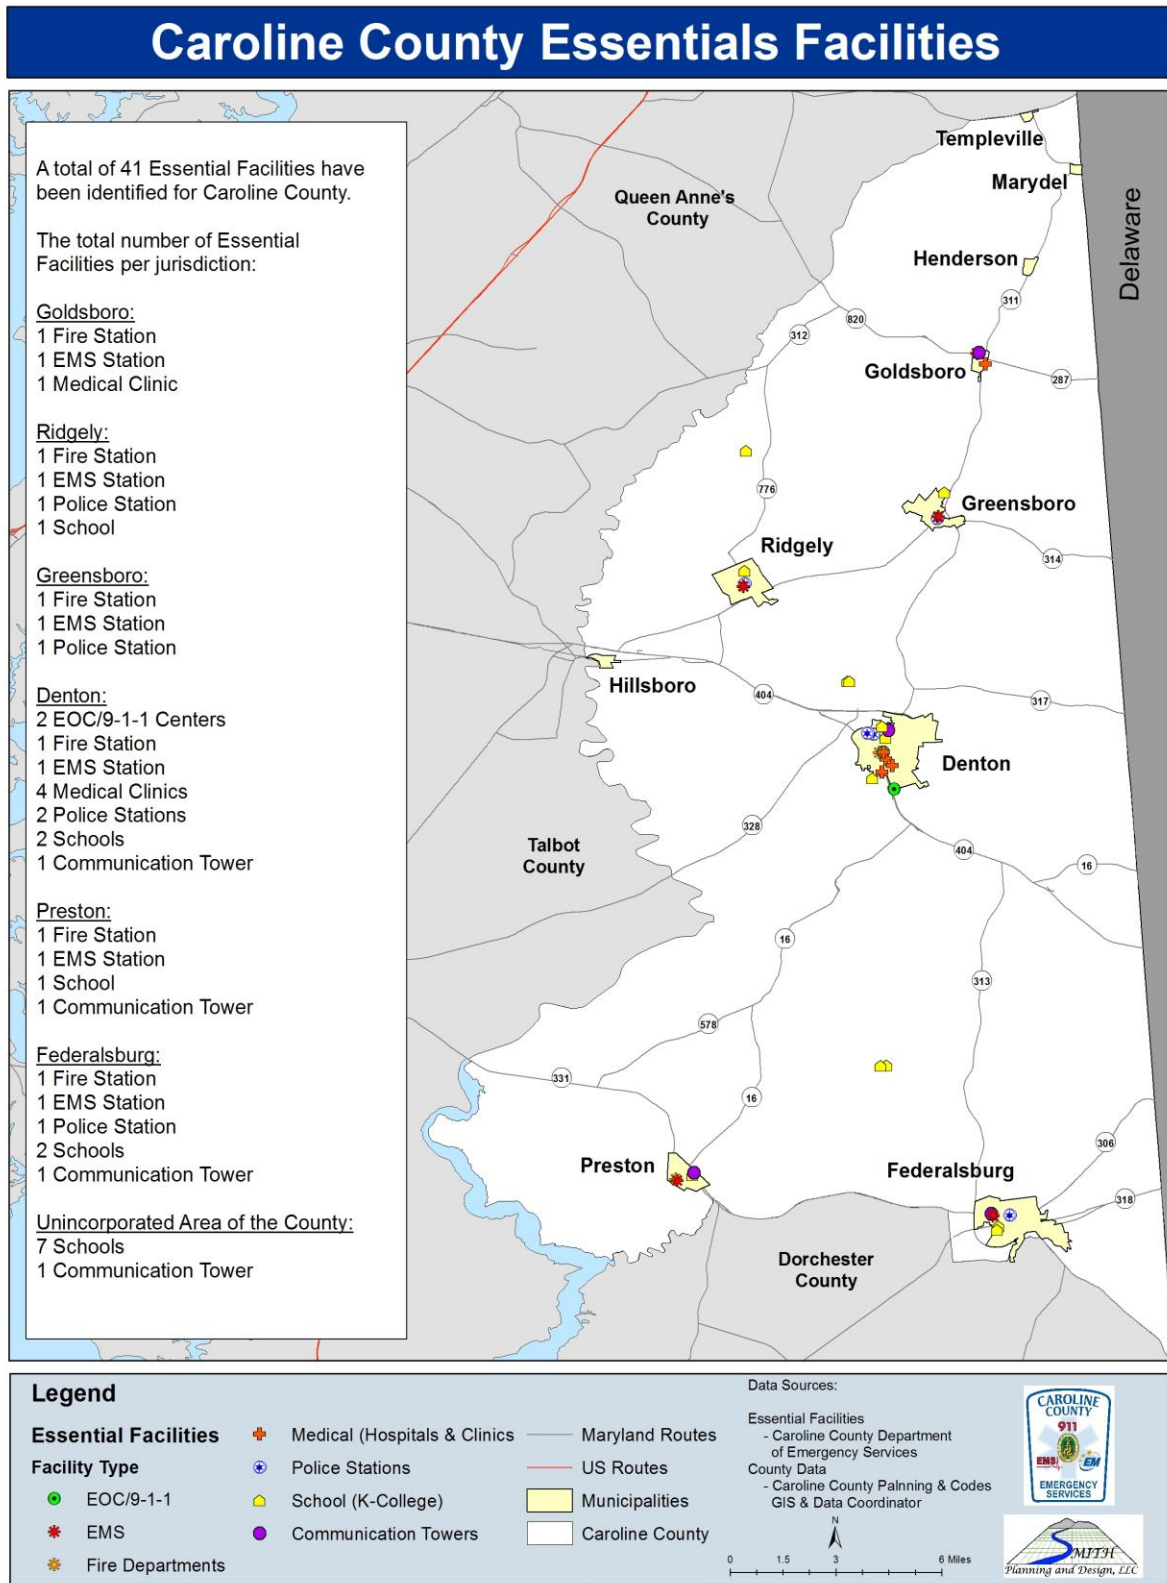 Caroline County Essentials Facilities
A total of 41 Essential Facilities have
been identified for Caroline County.
The total number of Essential
Facilities per jurisdiction:
Goldsboro:
1 Fire Station
1 EMS Station
1 Medical Clinic
Ridgely:
1 Fire Station
1 EMS Station
1 Police Station
1 School
Greensboro:
1 Fire Station
1 EMS Station
1 Police Station
Denton:
2 EOC/9-1-1 Centers
1 Fire Station
1 EMS Station
4 Medical Clinics
2 Police Stations
2 Schools
1 Communication Tower
Preston:
1 Fire Station
1 EMS Station
1 School
1 Communication Tower
Federalsburg:
1 Fire Station
1 EMS Station
1 Police Station
2 Schools
1 Communication Tower
Unincorporated Area of the County:
7 Schools
1 Communication Tower
Templeville
Marydel
Queen Anne's
County
Delaware
Henderson
311
820
312
Goldsboro
287
776
Greensboro
Ridgely
314
Hillsboro
404
317
Denton
328
Talbot
County
404
16
16
313
578
331
16
306
Preston
Federalsburg
318
Dorchester
County
Legend
Essential Facilities
Facility Type
EOC/9-1-1
EMS
Fire Departments
Medical (Hospitals & Clinics
Police Stations
School (K-College)
Communication Towers
Maryland Routes
US Routes
Municipalities
Caroline County
Data Sources:
Essential Facilities
- Caroline County Department
of Emergency Services
County Data
- Caroline County Palnning & Codes
GIS & Data Coordinator
N
0 1.5 3 6 Miles
CAROLINE
COUNTY
911
EMS
EM
EMERGENCY
SERVICES
SMITH
Planning and Design, LLC